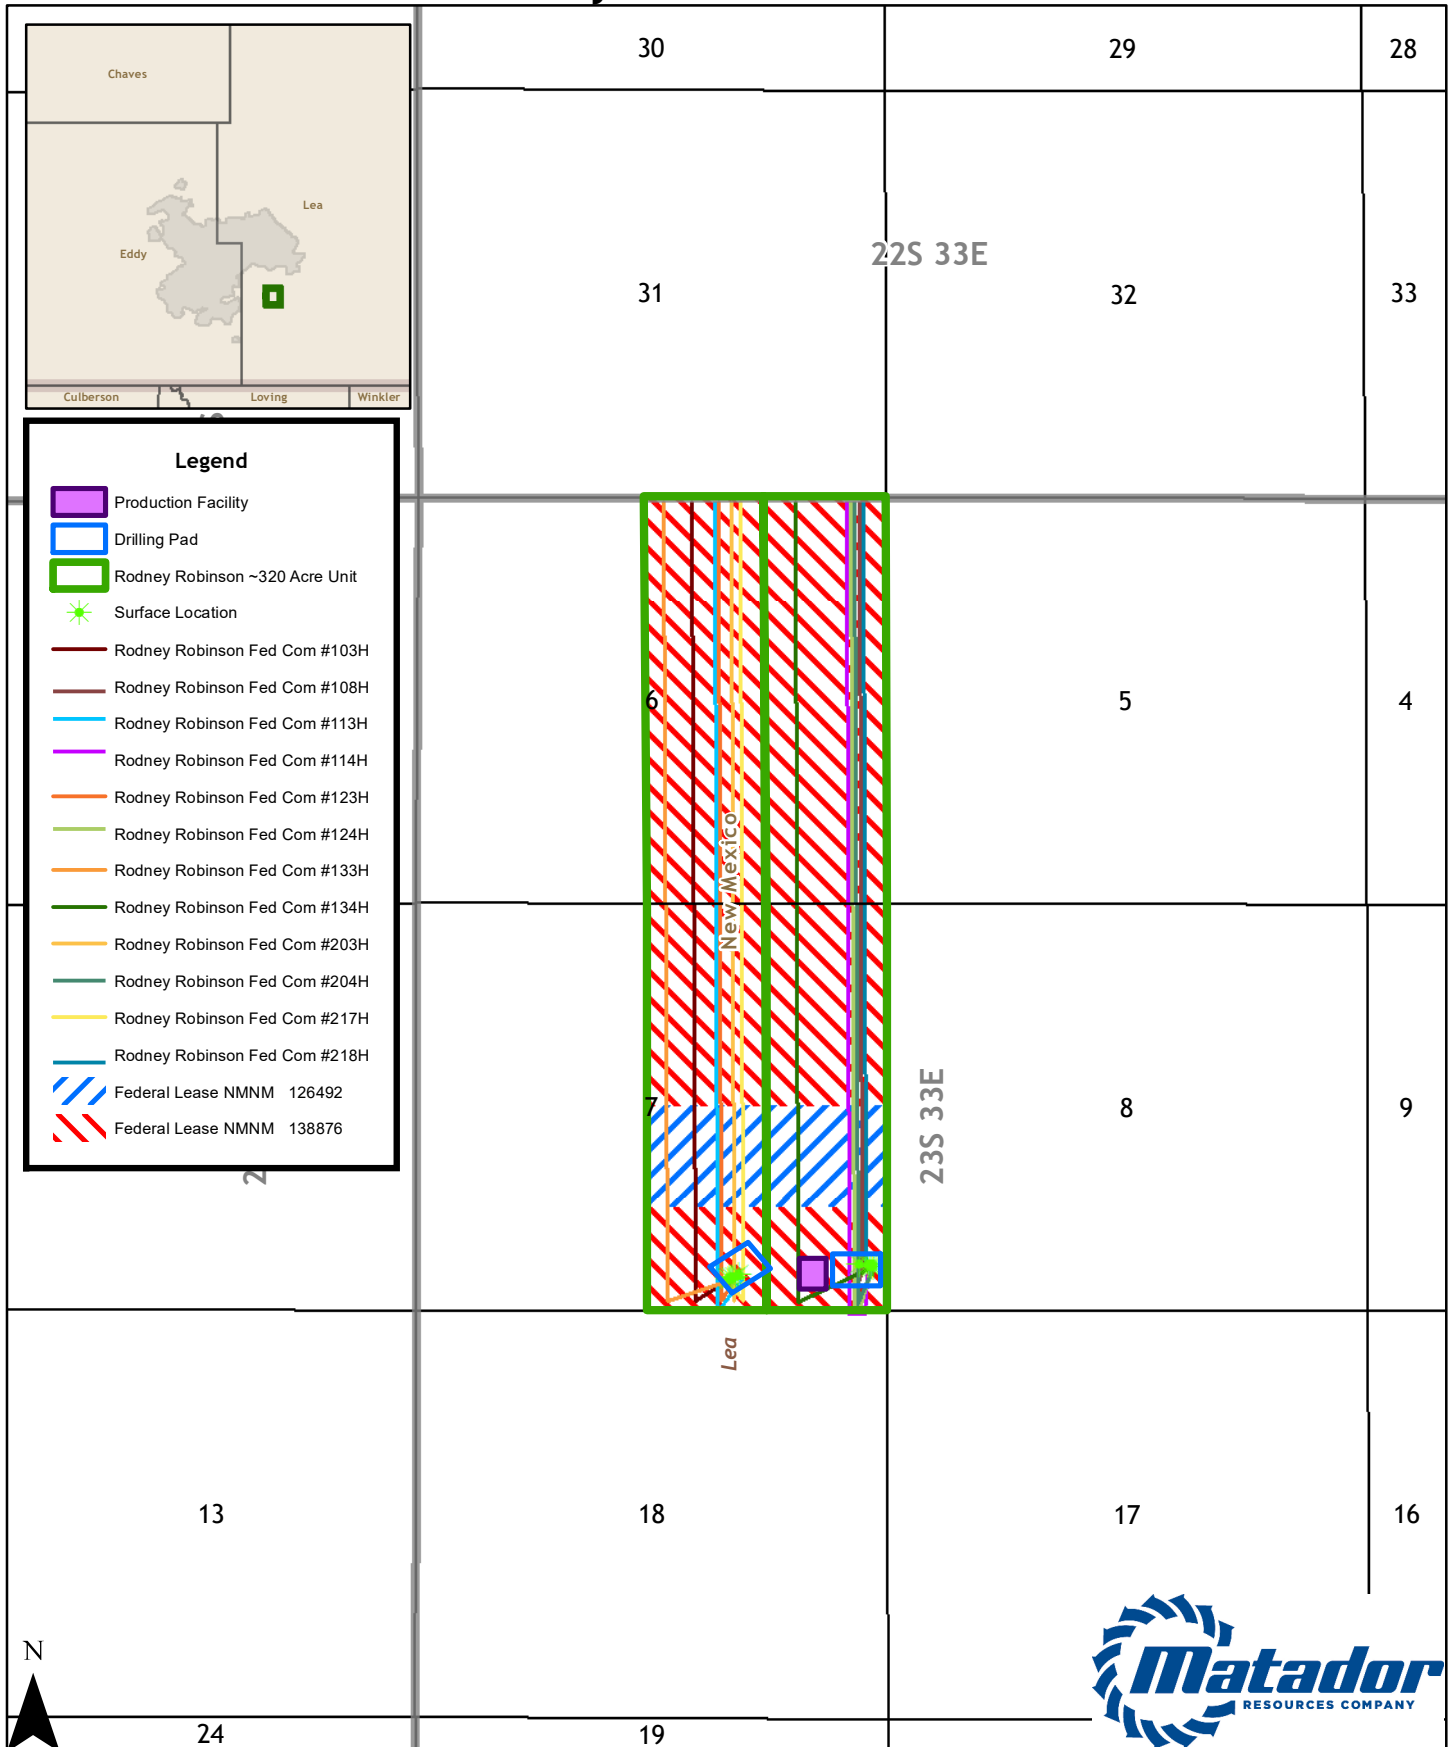 30
29
28
Chaves
Lea
Eddy
Culberson
Loving
Winkler
22S 33E
31
32
33
Legend
Production Facility
Drilling Pad
Rodney Robinson ~320 Acre Unit
Surface Location
Rodney Robinson Fed Com #103H
Rodney Robinson Fed Com #108H
Rodney Robinson Fed Com #113H
Rodney Robinson Fed Com #114H
Rodney Robinson Fed Com #123H
Rodney Robinson Fed Com #124H
Rodney Robinson Fed Com #133H
Rodney Robinson Fed Com #134H
Rodney Robinson Fed Com #203H
Rodney Robinson Fed Com #204H
Rodney Robinson Fed Com #217H
Rodney Robinson Fed Com #218H
Federal Lease NMNM 126492
Federal Lease NMNM 138876
6
5
4
New Mexico
7
8
9
23S 33E
2
Lea
13
18
17
16
N
24
19
Matador
RESOURCES COMPANY